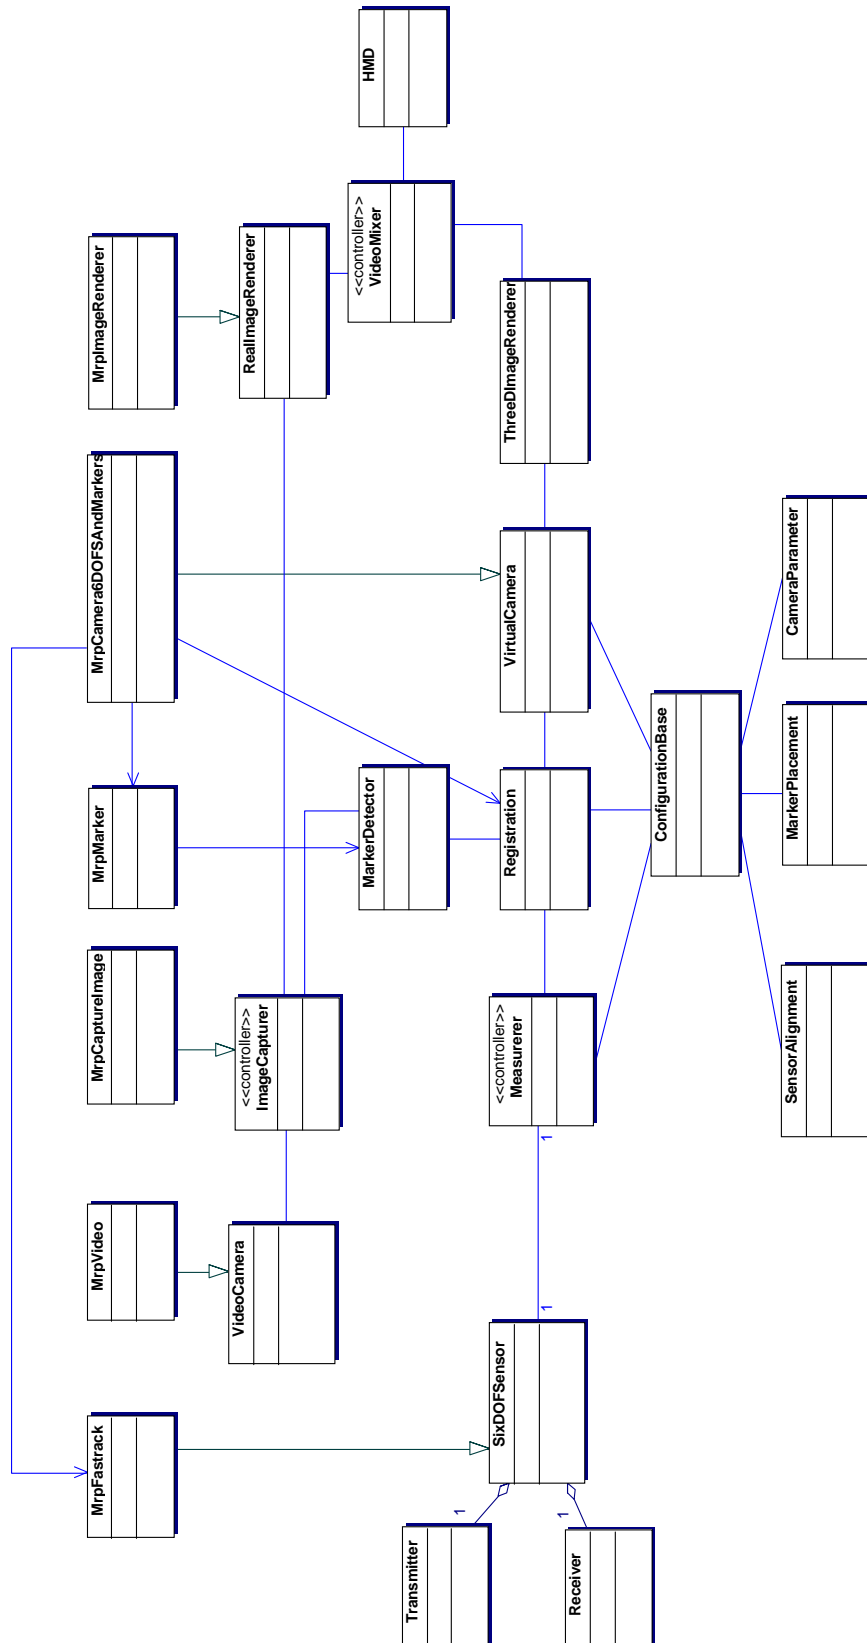 MrpFastrack
MrpVideo
MrpCaptureImage
MrpMarker
MrpCamera6DOFSAndMarkers
MrpImageRenderer
VideoCamera
<<controller>>
ImageCapturer
RealImageRenderer
<<controller>>
VideoMixer
HMD
MarkerDetector
Transmitter
1
SixDOFSensor
1
1
<<controller>>
Measurerer
Registration
VirtualCamera
ThreeDImageRenderer
1
Receiver
ConfigurationBase
SensorAlignment
MarkerPlacement
CameraParameter